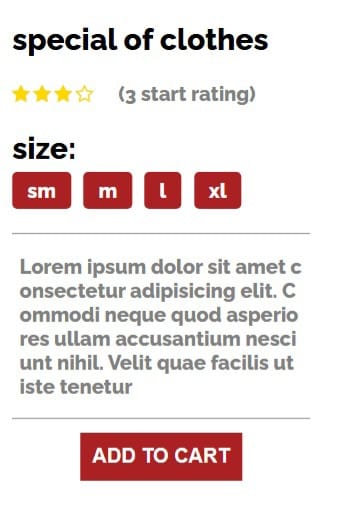 special of clothes
(3 start rating)
size:
sm m l xl
Lorem ipsum dolor sit amet c
onsectetur adipisicing elit. C
ommodi neque quod asperio
res ullam accusantium nesci
unt nihil. Velit quae facilis ut
iste tenetur
ADD TO CART